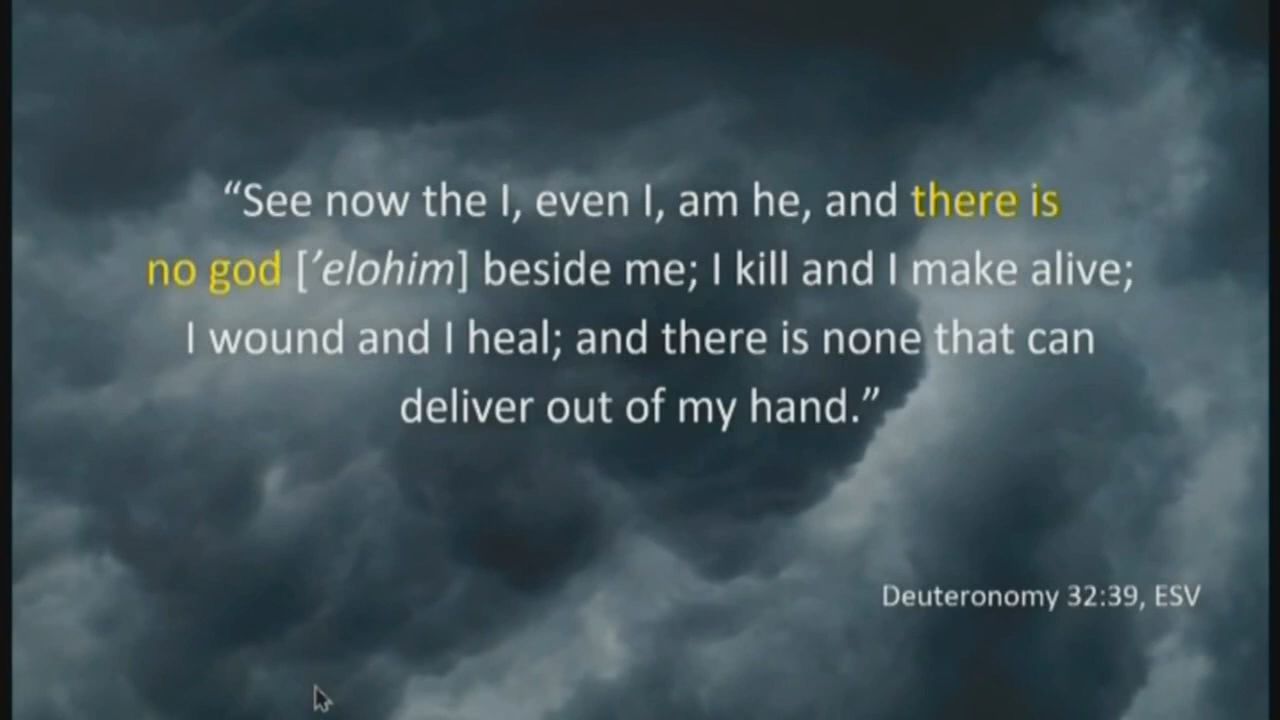 “See now the I, even I, am he, and there is
no god [’elohim] beside me; I kill and I make alive;
I wound and I heal; and there is none that can
deliver out of my hand.”
Deuteronomy 32:39, ESV